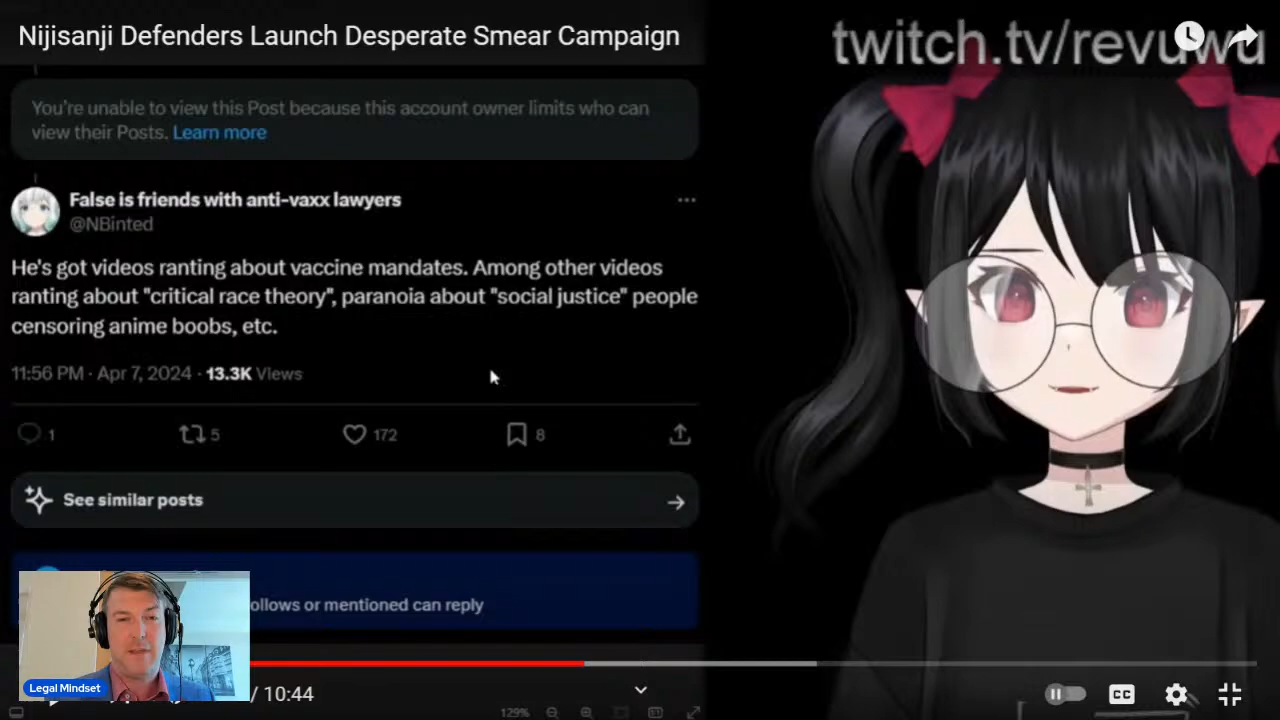 Nijisanji Defenders Launch Desperate Smear Campaign
twitch.tv/revuwu
You're unable to view this Post because this account owner limits who can
view their Posts. Learn more
False is friends with anti-vaxx lawyers
@NBinted
He's got videos ranting about vaccine mandates. Among other videos
ranting about "critical race theory", paranoia about "social justice" people
censoring anime boobs, etc.
11:56 PM · Apr 7, 2024 · 13.3K Views
1 5 172 8
See similar posts
ollows or mentioned can reply
Legal Mindset
/ 10:44
CC
129%